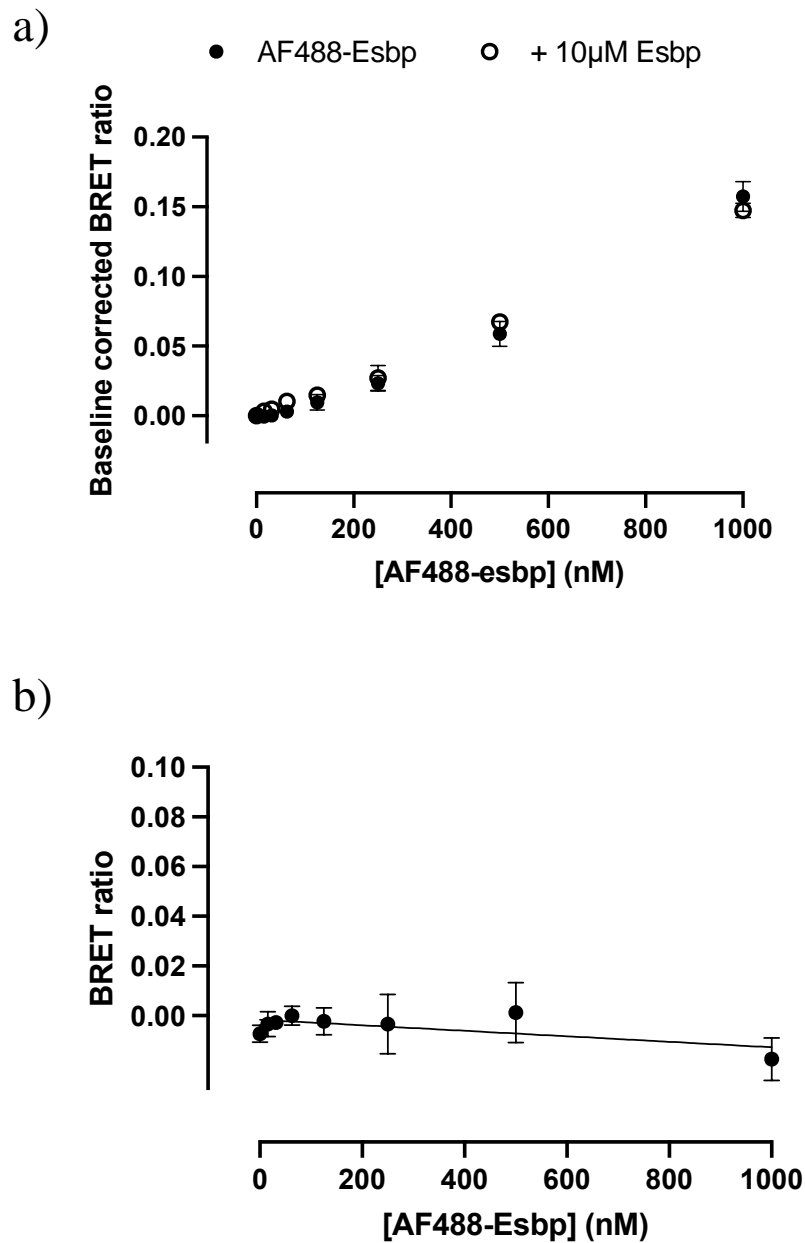 a)
AF488-Esbp + 10µM Esbp
Baseline corrected BRET ratio
0.20
0.15
0.10
0.05
0.00
0 200 400 600 800 1000
[AF488-esbp] (nM)
b)
BRET ratio
0.10
0.08
0.06
0.04
0.02
0.00
0 200 400 600 800 1000
[AF488-Esbp] (nM)